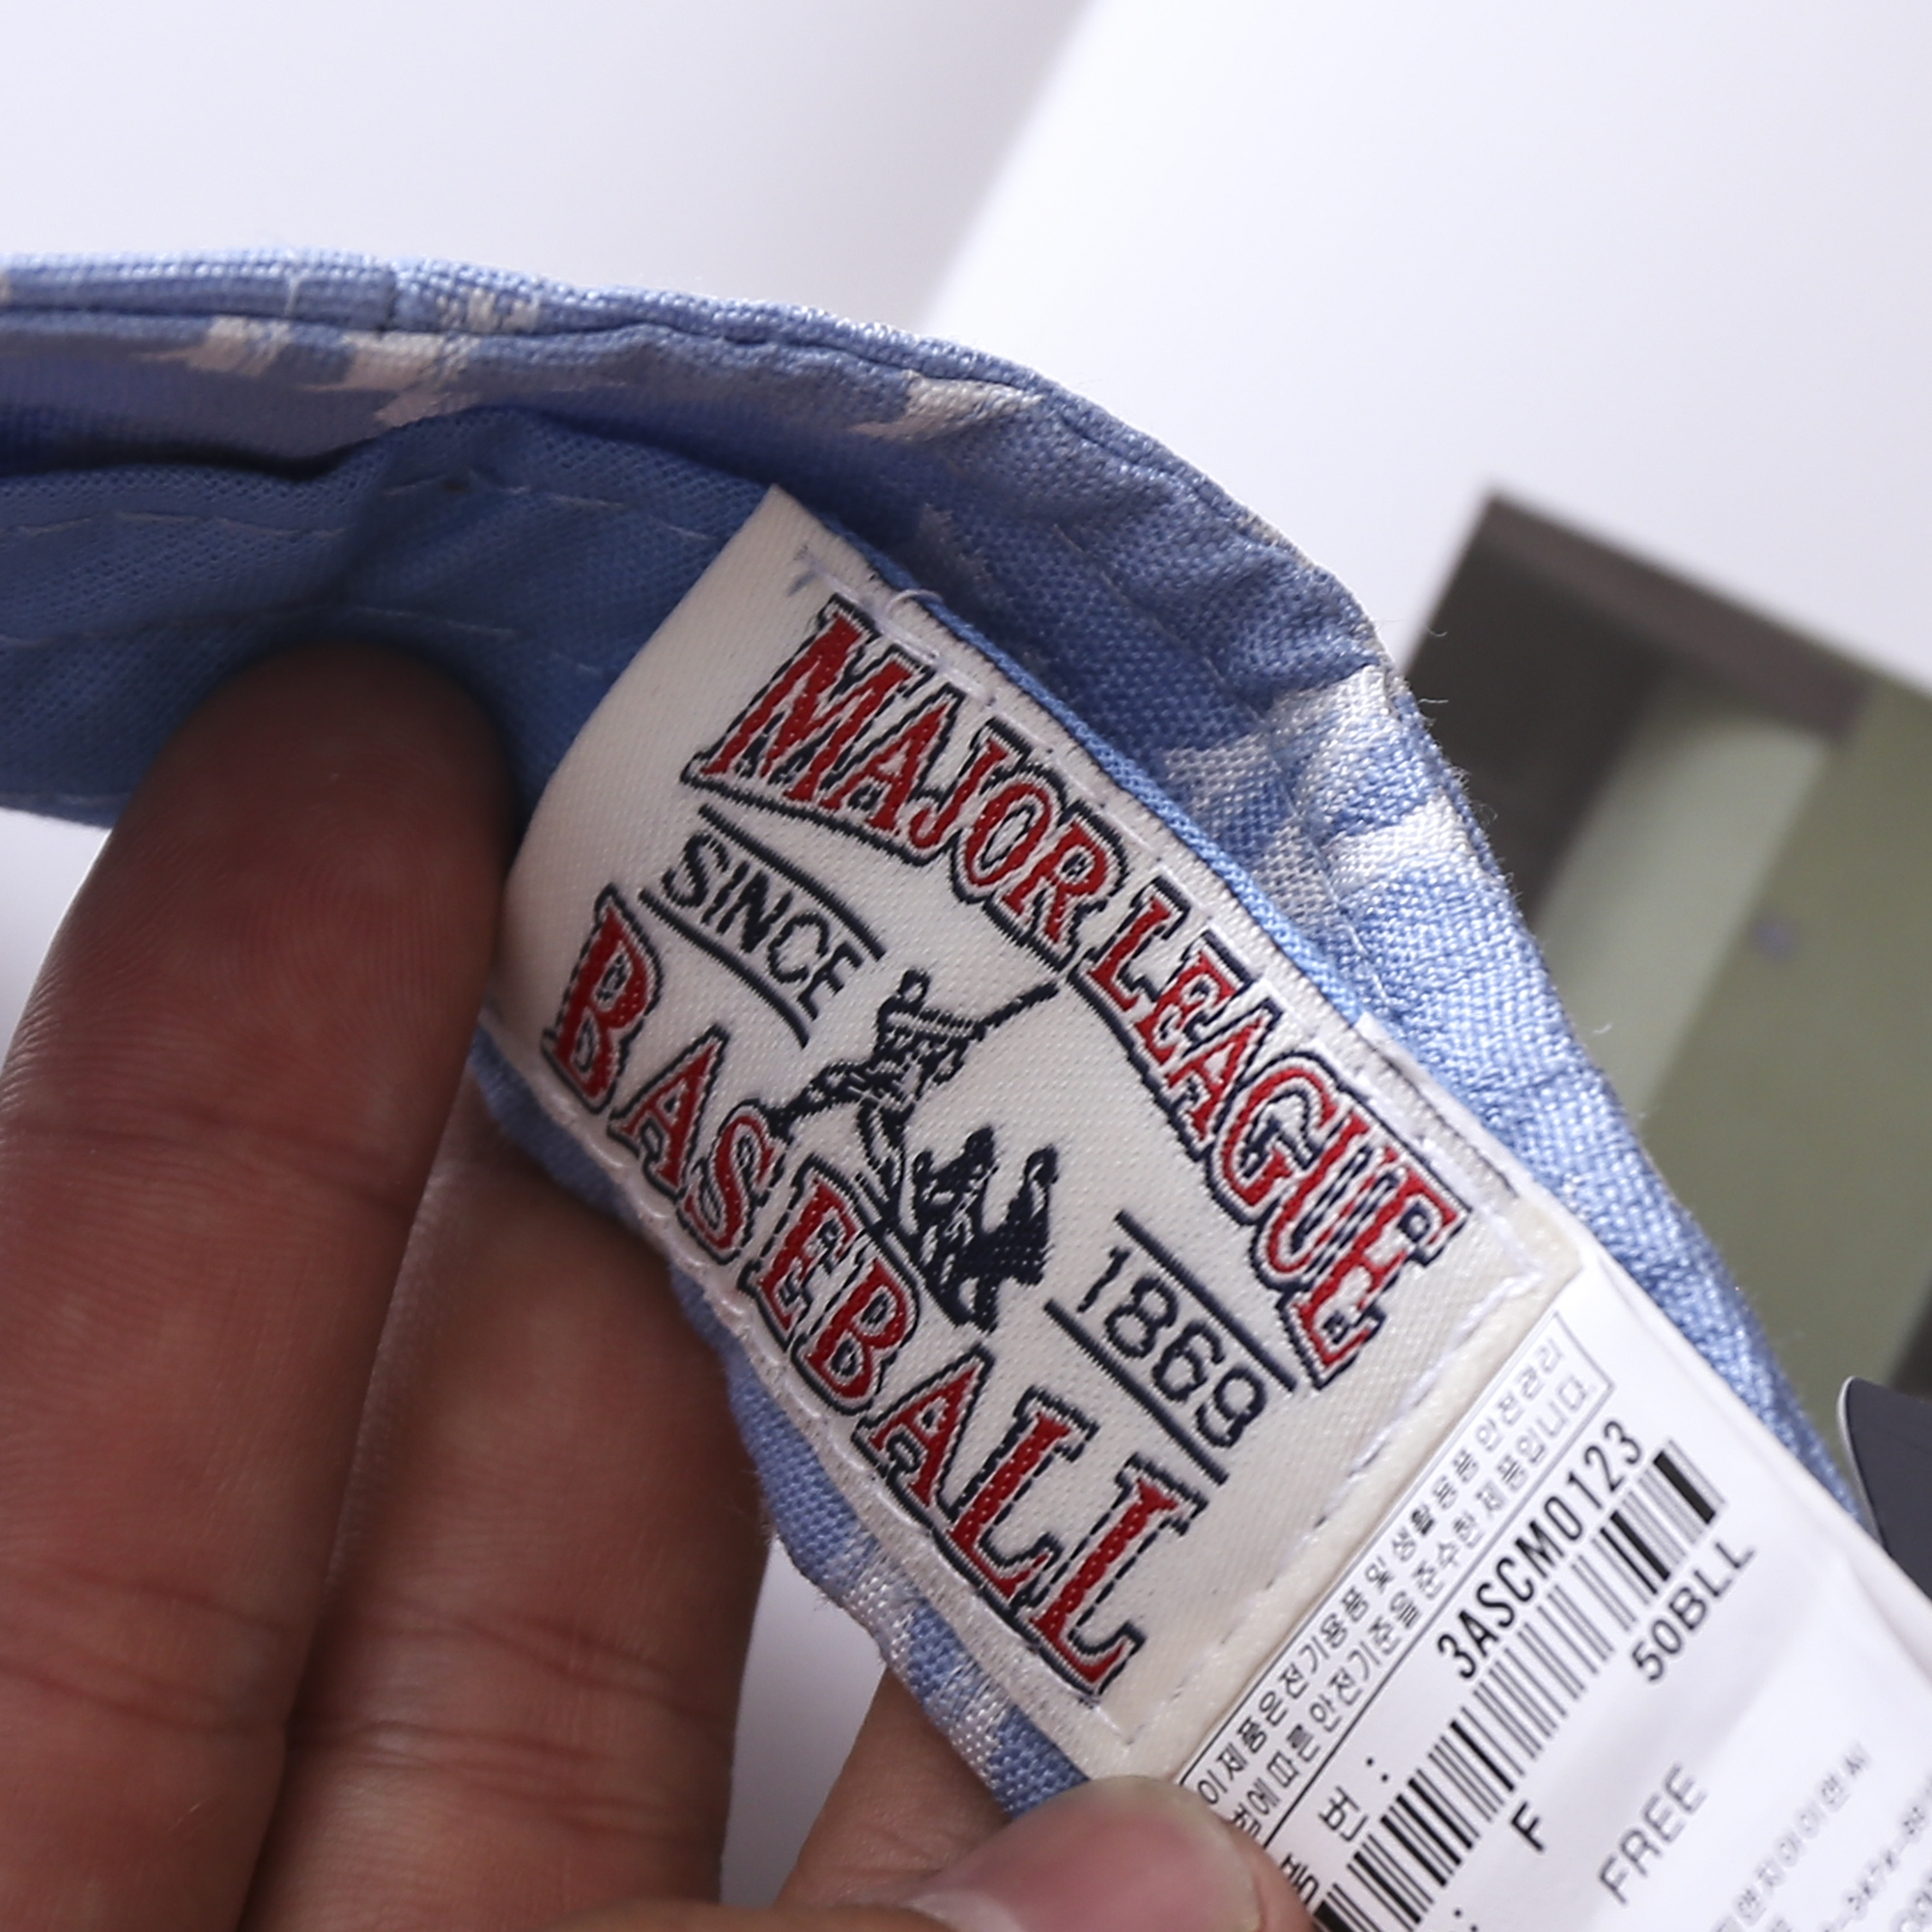 MAJOR LEAGUE
SINCE
1869
BASEBALL
이 제품은 전기용품 및 생활용품 안전관리
법에 따른 안전기준을 준수한 제품입니다.
품 번 : 3ASCM0123
F 50BLL
FREE